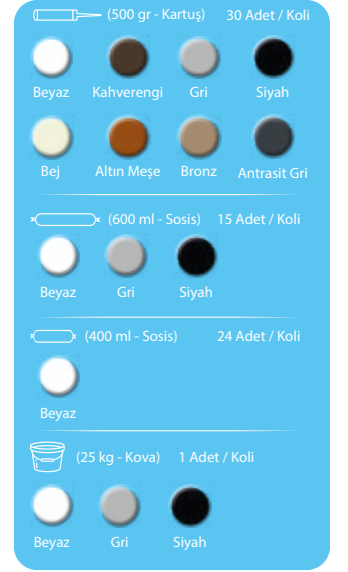 (500 gr - Kartuş) 30 Adet / Koli
Beyaz Kahverengi Gri Siyah
Bej Altın Meşe Bronz Antrasit Gri
(600 ml - Sosis) 15 Adet / Koli
Beyaz Gri Siyah
(400 ml - Sosis) 24 Adet / Koli
Beyaz
(25 kg - Kova) 1 Adet / Koli
Beyaz Gri Siyah